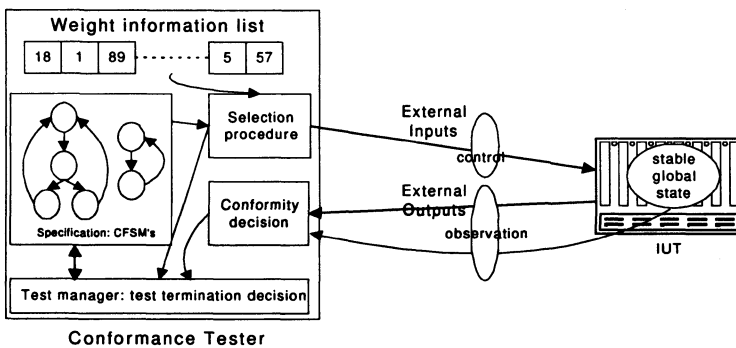 Weight information list
18 1 89 5 57
Selection
procedure
External
Inputs
control
stable
global
state
Conformity
decision
External
Outputs
observation
IUT
Specification: CFSM's
Test manager: test termination decision
Conformance Tester